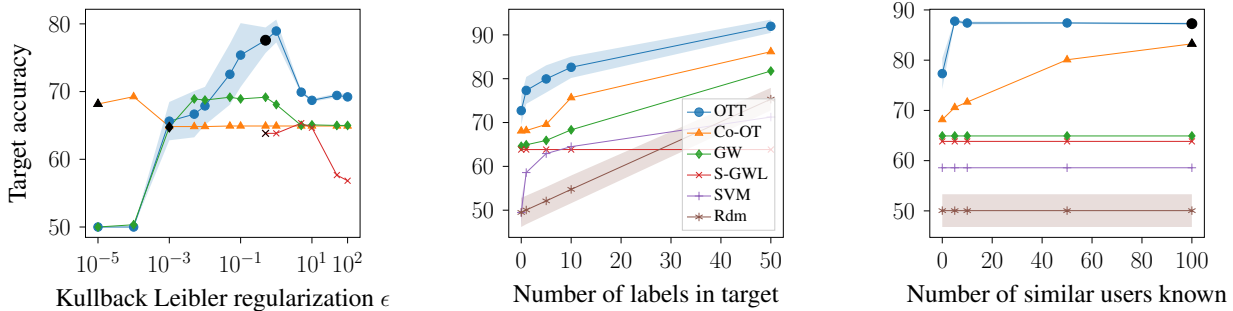 Target accuracy
80
70
60
50
10^{-5} 10^{-3} 10^{-1} 10^{1} 10^{2}
Kullback Leibler regularization ϵ
90
80
70
60
50
0 10 20 30 40 50
Number of labels in target
OTT
Co-OT
GW
S-GWL
SVM
Rdm
90
80
70
60
50
0 20 40 60 80 100
Number of similar users known